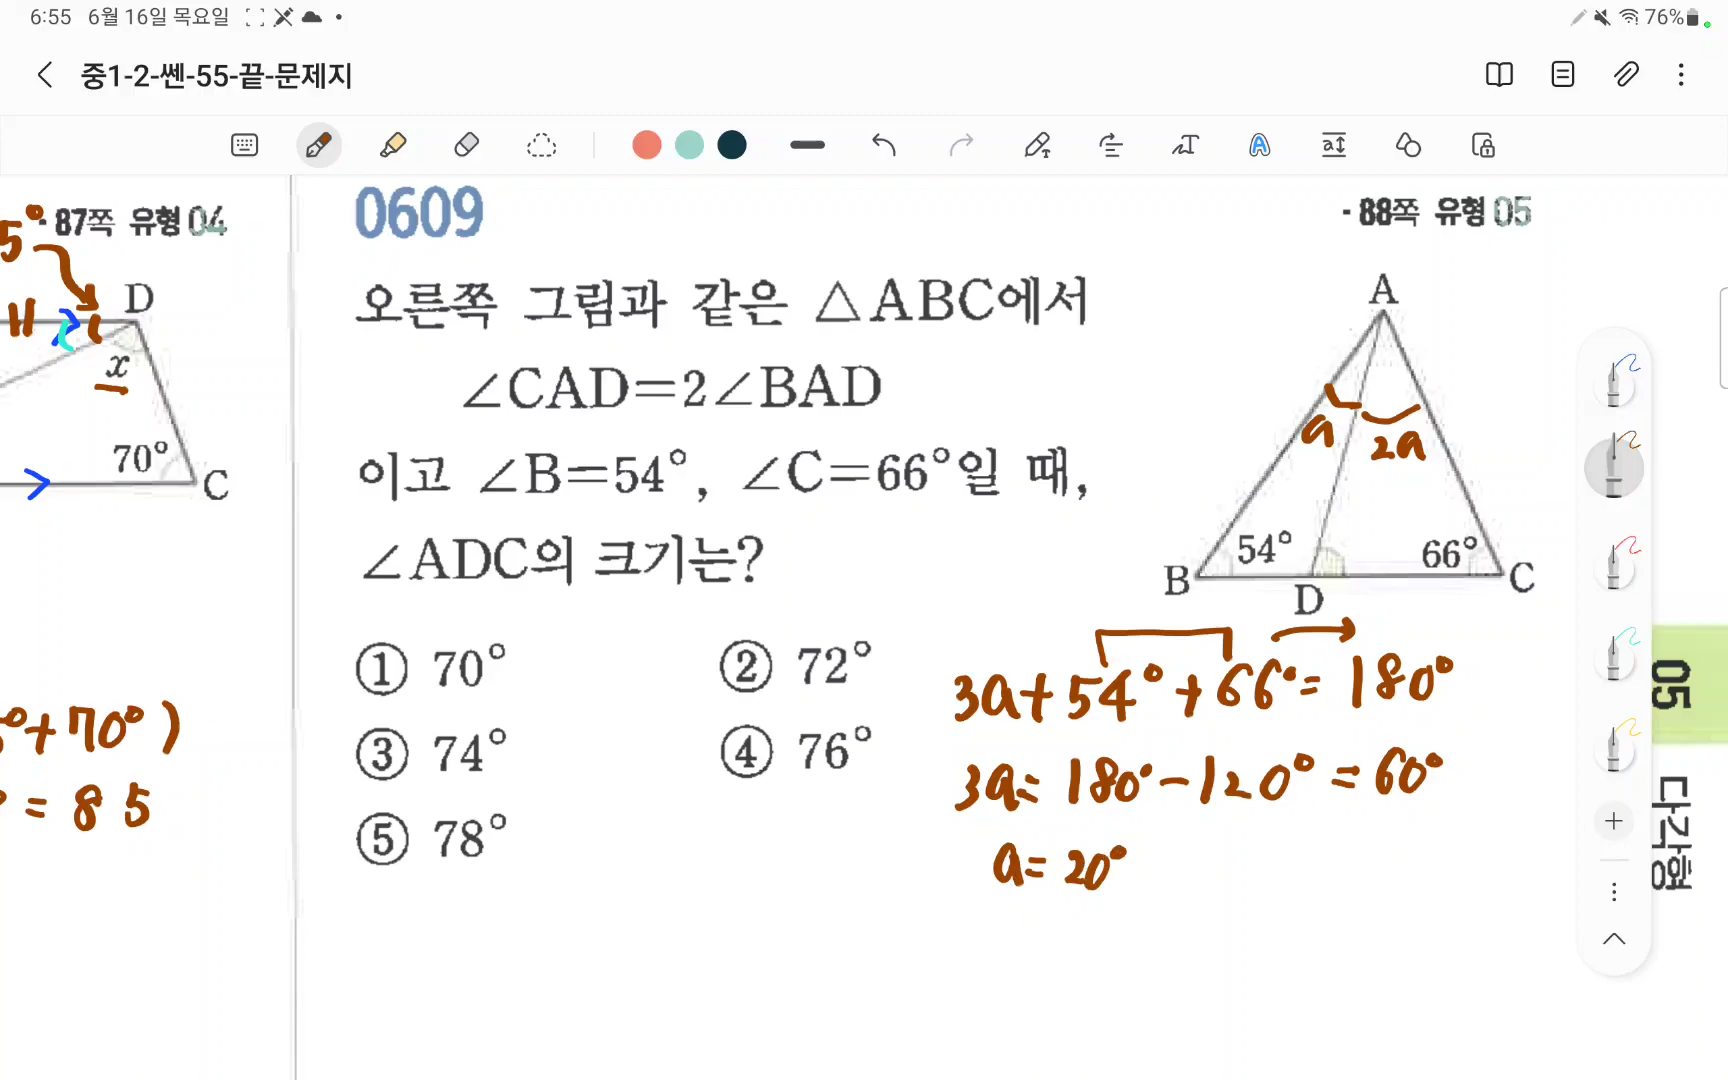 6:55 6월 16일 목요일
76%
중1-2-쎈-55-끝-문제지
5° - 87쪽 유형 04
D
x
70°
C
°+70°)
° = 85
0609
- 88쪽 유형 05
오른쪽 그림과 같은 △ABC에서
∠CAD=2∠BAD
이고 ∠B=54°, ∠C=66°일 때,
∠ADC의 크기는?
① 70° ② 72°
③ 74° ④ 76°
⑤ 78°
A
a 2a
54° 66°
B D C
3a+54°+66°=180°
3a=180°-120°=60°
a=20°
05
다각형